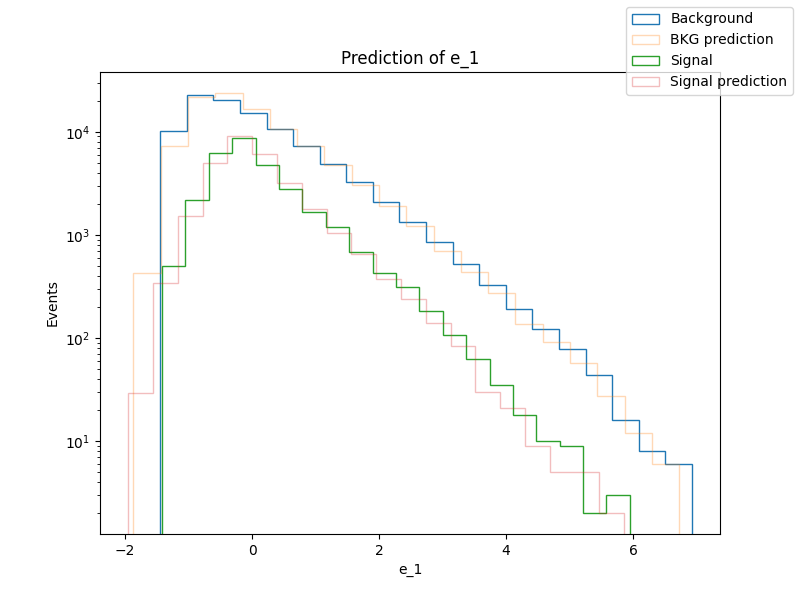 Background
BKG prediction
Signal
Signal prediction
Prediction of e_1
10⁴
10³
10²
10¹
Events
−2
0
2
4
6
e_1